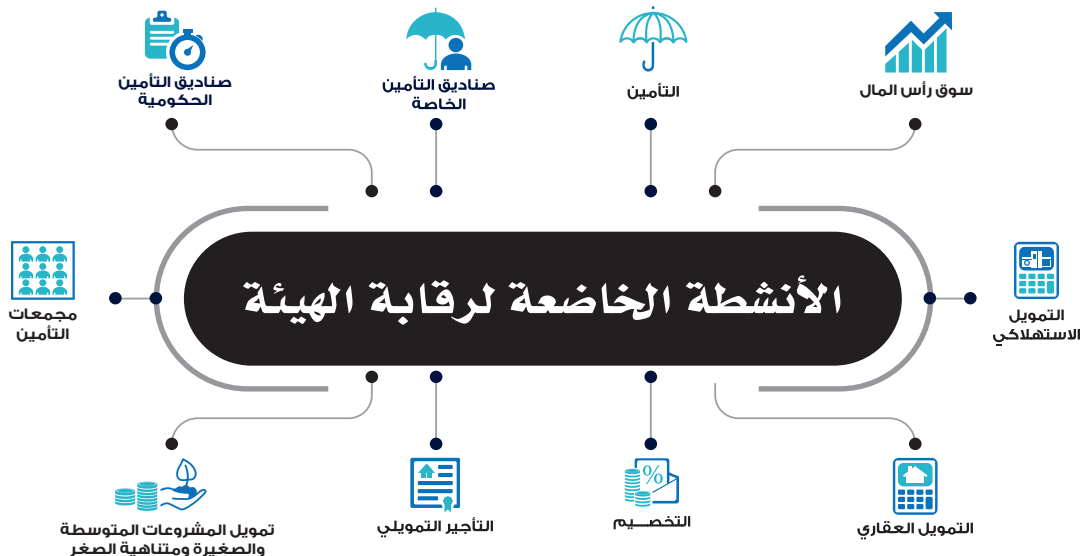 سوق رأس المال
التأمين
صناديق التأمين
الخاصة
صناديق التأمين
الحكومية
الأنشطة الخاضعة لرقابة الهيئة
التمويل
الاستهلاكي
مجمعات
التأمين
التمويل العقاري
%
التخصـــيم
التأجير التمويلي
تمويل المشروعات المتوسطة
والصغيرة ومتناهية الصغر